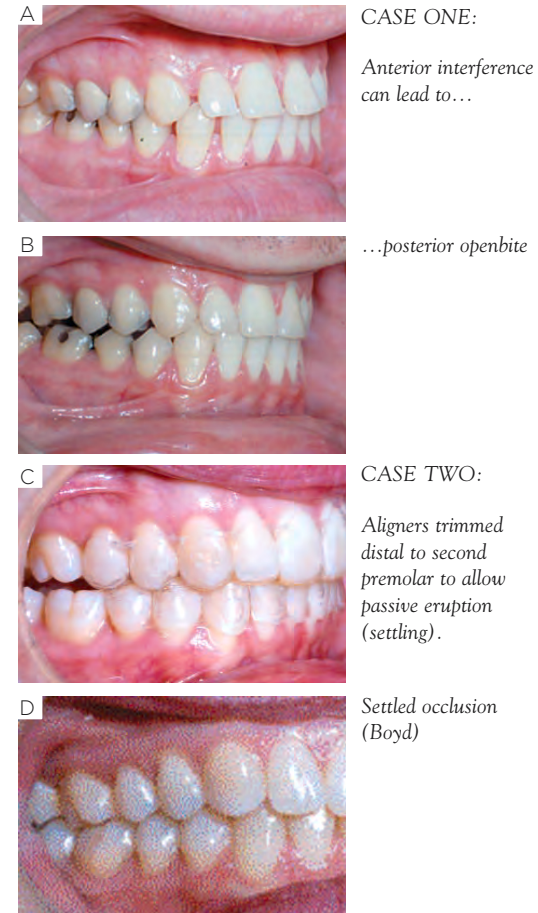 A
CASE ONE:
Anterior interference
can lead to…
B
…posterior openbite
C
CASE TWO:
Aligners trimmed
distal to second
premolar to allow
passive eruption
(settling).
D
Settled occlusion
(Boyd)